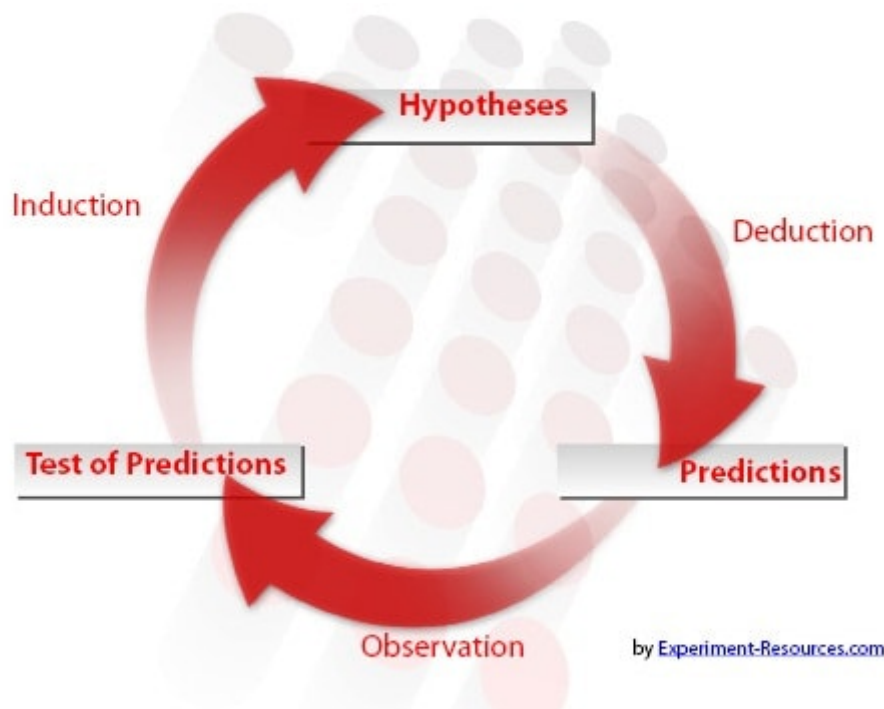 Hypotheses
Induction
Deduction
Test of Predictions
Predictions
Observation
by Experiment-Resources.com